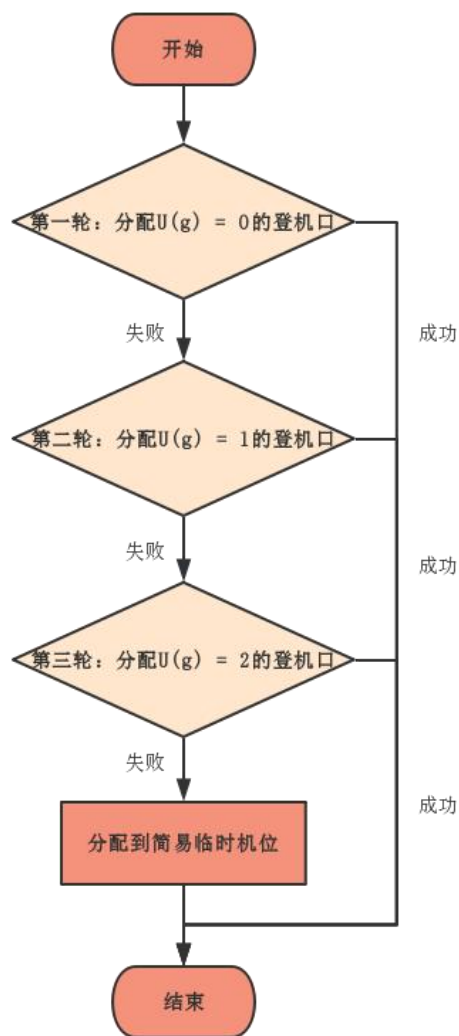 开始
第一轮：分配U(g) = 0的登机口
失败
成功
第二轮：分配U(g) = 1的登机口
失败
成功
第三轮：分配U(g) = 2的登机口
失败
成功
分配到简易临时机位
结束